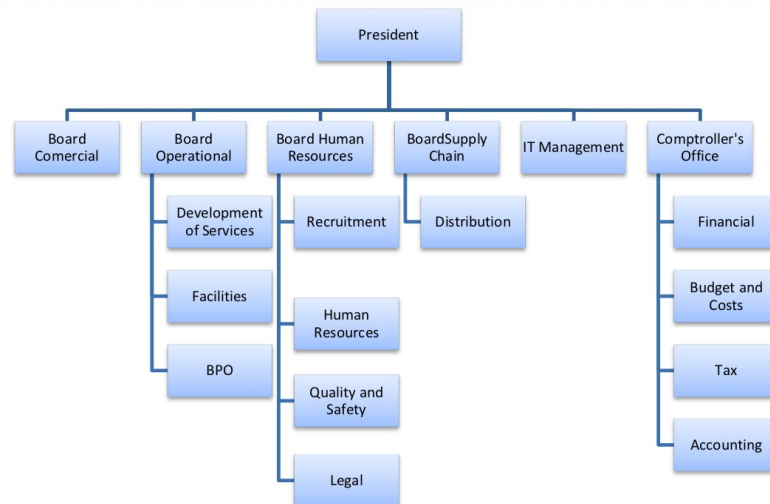 President
Board
Comercial
Board
Operational
Board Human
Resources
BoardSupply
Chain
IT Management
Comptroller's
Office
Development
of Services
Facilities
BPO
Recruitment
Human
Resources
Quality and
Safety
Legal
Distribution
Financial
Budget and
Costs
Tax
Accounting